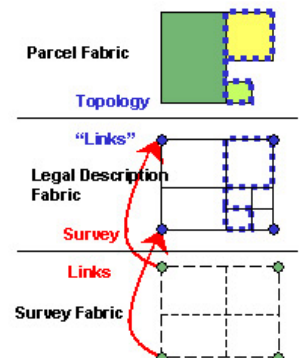 Parcel Fabric
Topology
“Links”
Legal Description
Fabric
Survey
Links
Survey Fabric